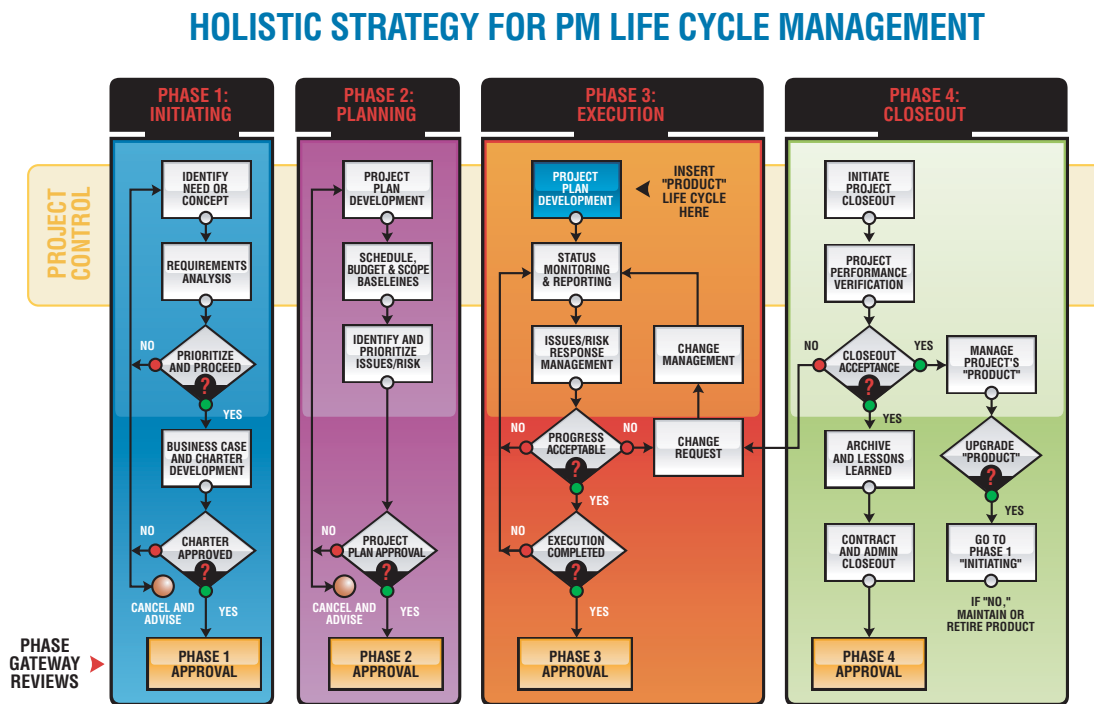 HOLISTIC STRATEGY FOR PM LIFE CYCLE MANAGEMENT
PROJECT
CONTROL
PHASE
GATEWAY
REVIEWS
PHASE 1:
INITIATING
IDENTIFY
NEED OR
CONCEPT
REQUIREMENTS
ANALYSIS
NO
PRIORITIZE
AND PROCEED
?
YES
BUSINESS CASE
AND CHARTER
DEVELOPMENT
NO
CHARTER
APPROVED
?
CANCEL AND
ADVISE
YES
PHASE 1
APPROVAL
PHASE 2:
PLANNING
PROJECT
PLAN
DEVELOPMENT
SCHEDULE,
BUDGET & SCOPE
BASELEINES
IDENTIFY AND
PRIORITIZE
ISSUES/RISK
NO
PROJECT
PLAN APPROVAL
?
CANCEL AND
ADVISE
YES
PHASE 2
APPROVAL
PHASE 3:
EXECUTION
PROJECT
PLAN
DEVELOPMENT
INSERT
"PRODUCT"
LIFE CYCLE
HERE
STATUS
MONITORING
& REPORTING
ISSUES/RISK
RESPONSE
MANAGEMENT
CHANGE
MANAGEMENT
NO
PROGRESS
ACCEPTABLE
?
NO
CHANGE
REQUEST
YES
NO
EXECUTION
COMPLETED
?
YES
PHASE 3
APPROVAL
PHASE 4:
CLOSEOUT
INITIATE
PROJECT
CLOSEOUT
PROJECT
PERFORMANCE
VERIFICATION
NO
CLOSEOUT
ACCEPTANCE
?
YES
MANAGE
PROJECT'S
"PRODUCT"
YES
ARCHIVE
AND LESSONS
LEARNED
UPGRADE
"PRODUCT"
?
YES
CONTRACT
AND ADMIN
CLOSEOUT
GO TO
PHASE 1
"INITIATING"
IF "NO,"
MAINTAIN OR
RETIRE PRODUCT
PHASE 4
APPROVAL